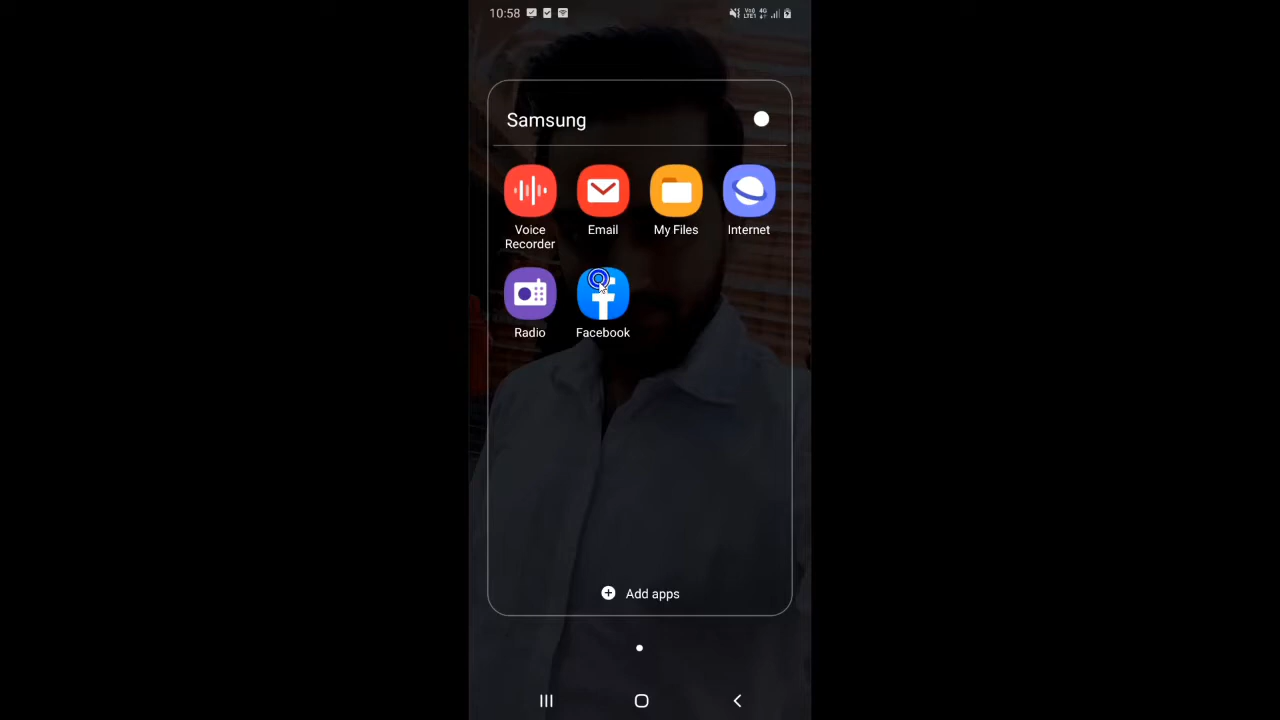 10:58
Samsung
Voice Recorder
Email
My Files
Internet
Radio
Facebook
Add apps